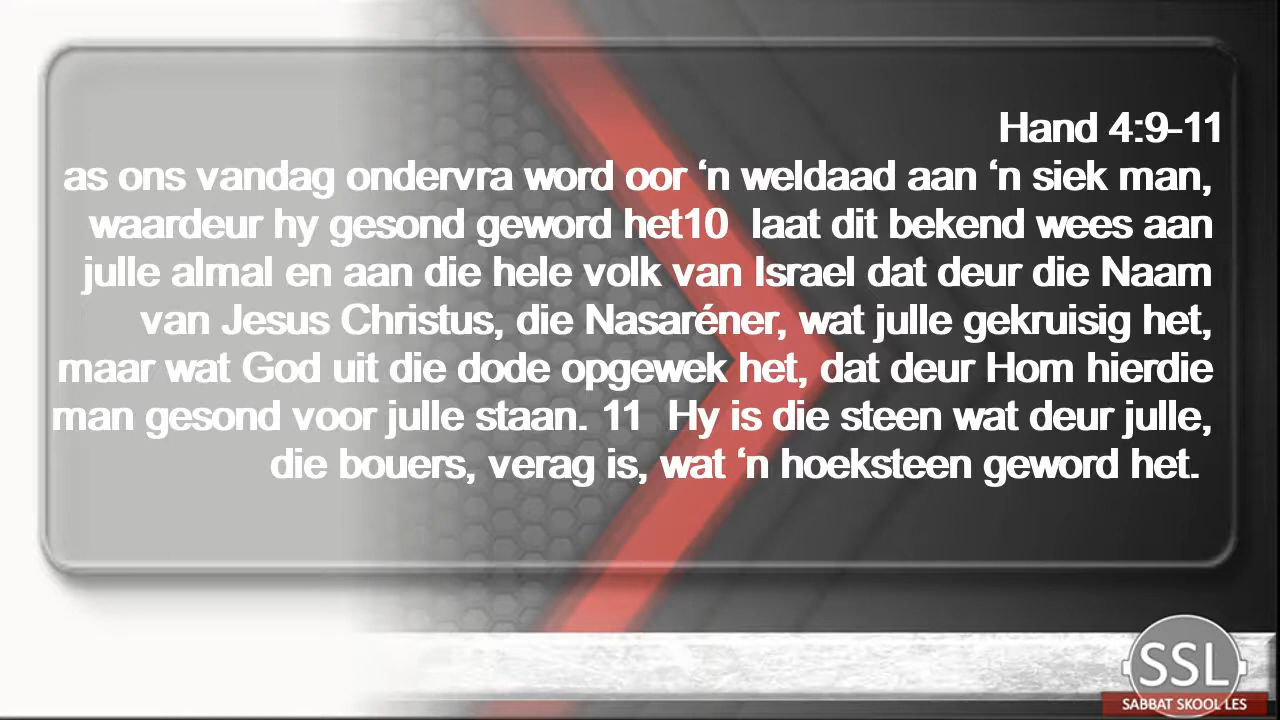 Hand 4:9-11
as ons vandag ondervra word oor ‘n weldaad aan ‘n siek man,
waardeur hy gesond geword het10  laat dit bekend wees aan
julle almal en aan die hele volk van Israel dat deur die Naam
van Jesus Christus, die Nasaréner, wat julle gekruisig het,
maar wat God uit die dode opgewek het, dat deur Hom hierdie
man gesond voor julle staan. 11  Hy is die steen wat deur julle,
die bouers, verag is, wat ‘n hoeksteen geword het.
SSL
SABBAT SKOOL LES